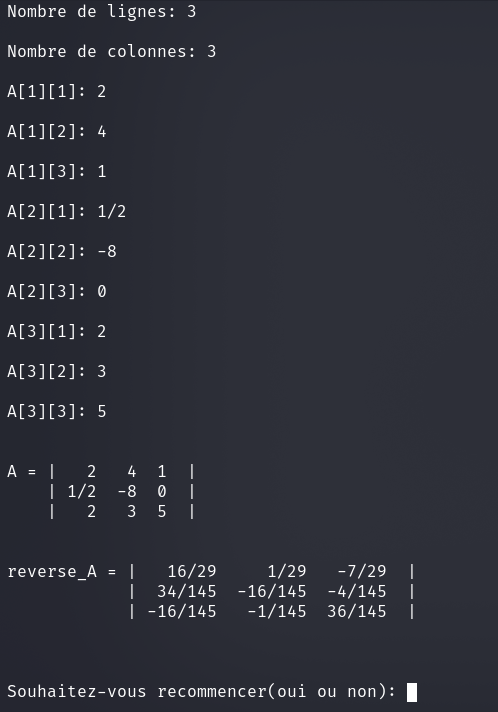 Nombre de lignes: 3
Nombre de colonnes: 3
A[1][1]: 2
A[1][2]: 4
A[1][3]: 1
A[2][1]: 1/2
A[2][2]: -8
A[2][3]: 0
A[3][1]: 2
A[3][2]: 3
A[3][3]: 5
A = |   2   4  1  |
    | 1/2  -8  0  |
    |   2   3  5  |
reverse_A = |   16/29     1/29   -7/29  |
            |  34/145  -16/145  -4/145  |
            | -16/145   -1/145  36/145  |
Souhaitez-vous recommencer(oui ou non):